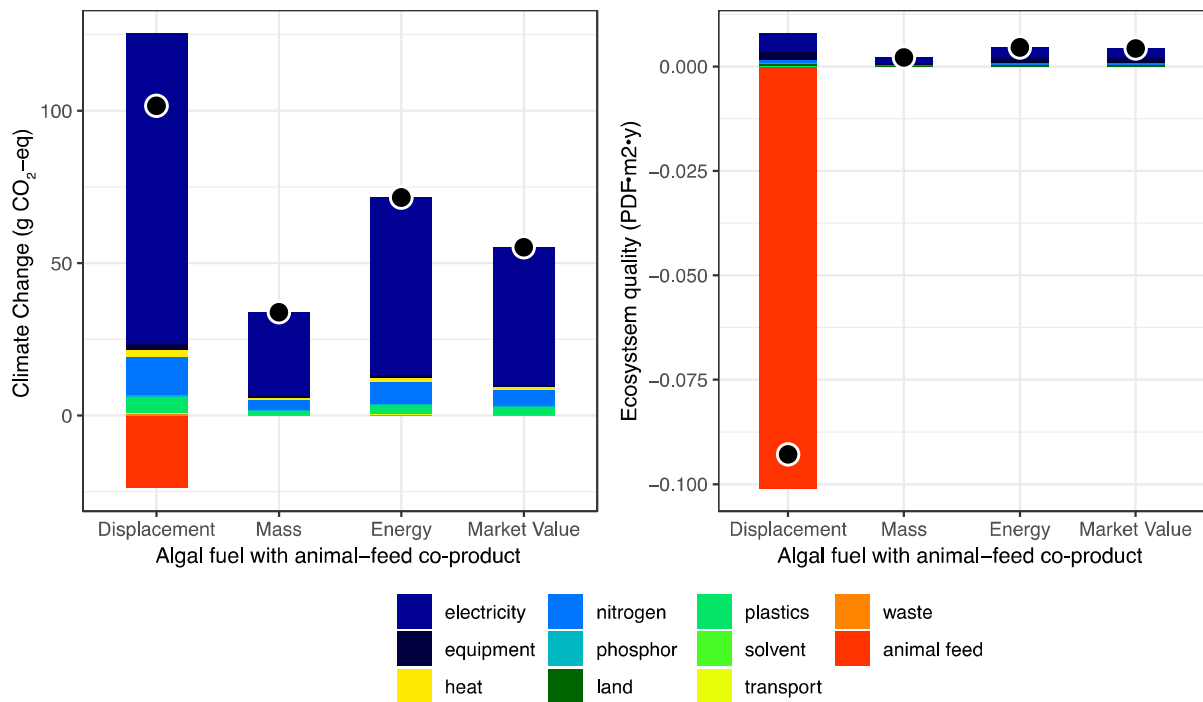 Climate Change (g CO₂−eq)
100
50
0
Displacement Mass Energy Market Value
Algal fuel with animal−feed co−product
Ecosystsem quality (PDF•m2•y)
0.000
−0.025
−0.050
−0.075
−0.100
Displacement Mass Energy Market Value
Algal fuel with animal−feed co−product
electricity nitrogen plastics waste
equipment phosphor solvent animal feed
heat land transport